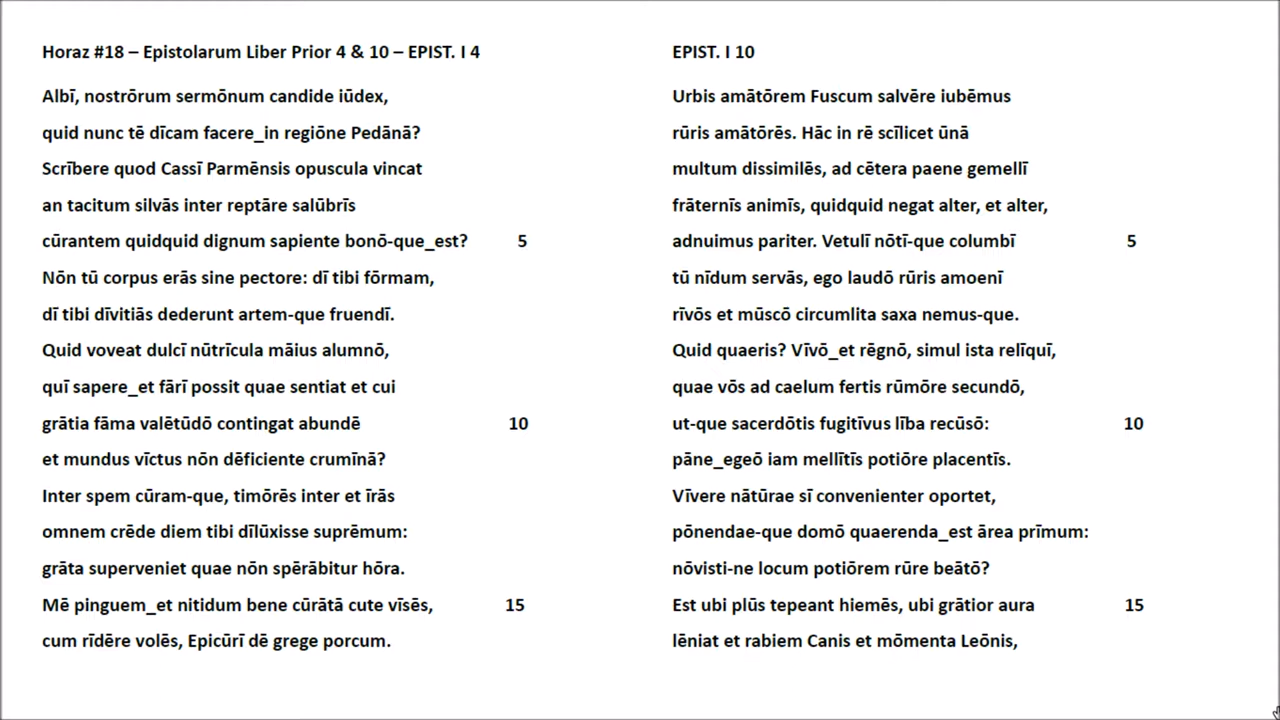 Horaz #18 – Epistolarum Liber Prior 4 & 10 – EPIST. I 4
Albī, nostrōrum sermōnum candide iūdex,
quid nunc tē dīcam facere_in regiōne Pedānā?
Scrībere quod Cassī Parmēnsis opuscula vincat
an tacitum silvās inter reptāre salūbrīs
cūrantem quidquid dignum sapiente bonō-que_est? 5
Nōn tū corpus erās sine pectore: dī tibi fōrmam,
dī tibi dīvitiās dederunt artem-que fruendī.
Quid voveat dulcī nūtrīcula māius alumnō,
quī sapere_et fārī possit quae sentiat et cui
grātia fāma valētūdō contingat abundē 10
et mundus vīctus nōn dēficiente crumīnā?
Inter spem cūram-que, timōrēs inter et īrās
omnem crēde diem tibi dīlūxisse suprēmum:
grāta superveniet quae nōn spērābitur hōra.
Mē pinguem_et nitidum bene cūrātā cute vīsēs, 15
cum rīdēre volēs, Epicūrī dē grege porcum.
EPIST. I 10
Urbis amātōrem Fuscum salvēre iubēmus
rūris amātōrēs. Hāc in rē scīlicet ūnā
multum dissimilēs, ad cētera paene gemellī
frāternīs animīs, quidquid negat alter, et alter,
adnuimus pariter. Vetulī nōtī-que columbī 5
tū nīdum servās, ego laudō rūris amoenī
rīvōs et mūscō circumlita saxa nemus-que.
Quid quaeris? Vīvō_et rēgnō, simul ista relīquī,
quae vōs ad caelum fertis rūmōre secundō,
ut-que sacerdōtis fugitīvus lība recūsō: 10
pāne_egeō iam mellītīs potiōre placentīs.
Vīvere nātūrae sī convenienter oportet,
pōnendae-que domō quaerenda_est ārea prīmum:
nōvisti-ne locum potiōrem rūre beātō?
Est ubi plūs tepeant hiemēs, ubi grātior aura 15
lēniat et rabiem Canis et mōmenta Leōnis,